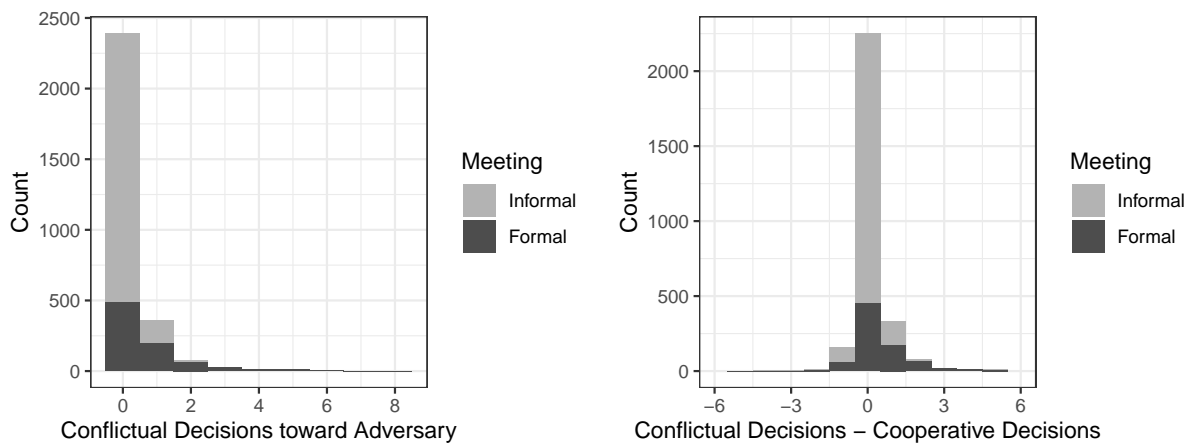 2500
2000
1500
1000
500
0
Count
0 2 4 6 8
Conflictual Decisions toward Adversary
Meeting
Informal
Formal
2000
1500
1000
500
0
Count
−6 −3 0 3 6
Conflictual Decisions − Cooperative Decisions
Meeting
Informal
Formal